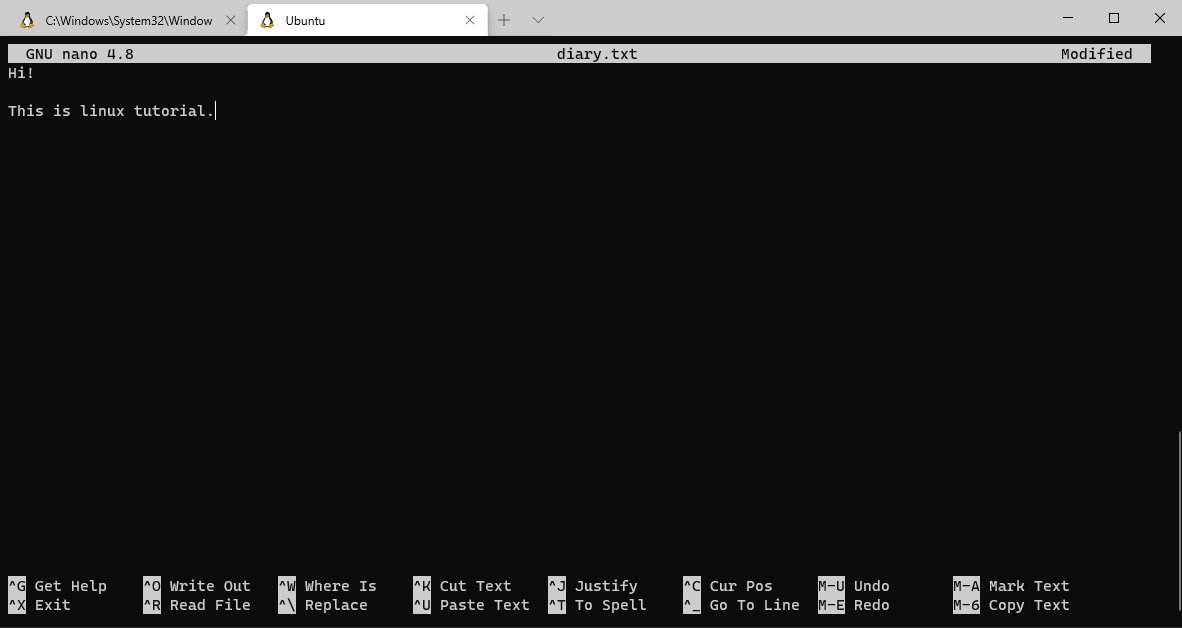 C:\Windows\System32\Window
Ubuntu
GNU nano 4.8 diary.txt Modified
Hi!
This is linux tutorial.
^G Get Help ^O Write Out ^W Where Is ^K Cut Text ^J Justify ^C Cur Pos M-U Undo M-A Mark Text
^X Exit ^R Read File ^\ Replace ^U Paste Text ^T To Spell ^_ Go To Line M-E Redo M-6 Copy Text